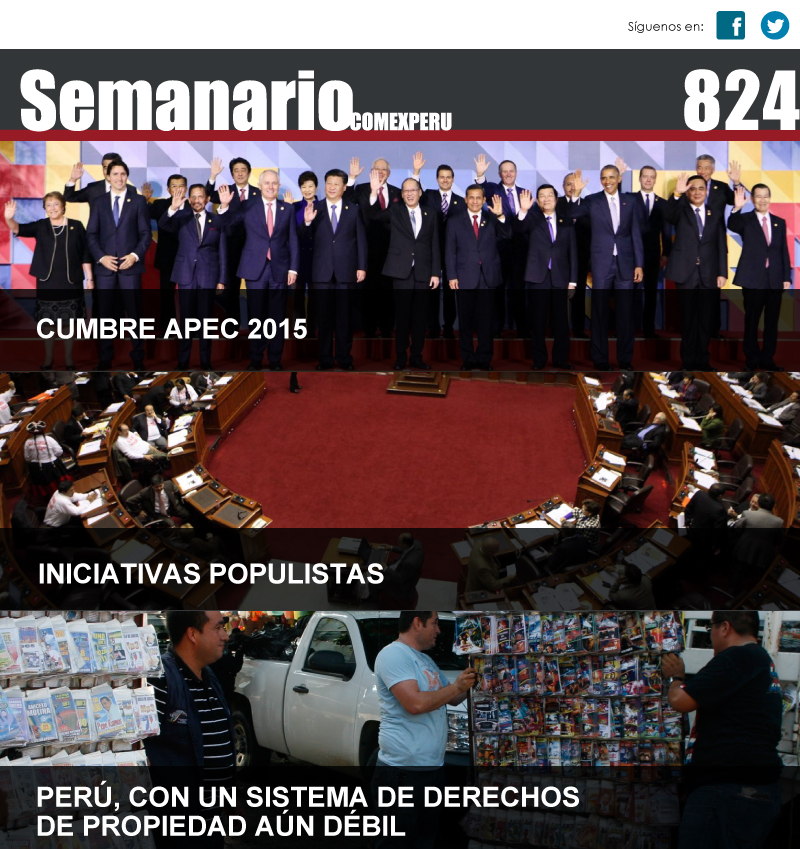 Síguenos en:
Semanario COMEXPERU 824
CUMBRE APEC 2015
INICIATIVAS POPULISTAS
PERÚ, CON UN SISTEMA DE DERECHOS
DE PROPIEDAD AÚN DÉBIL